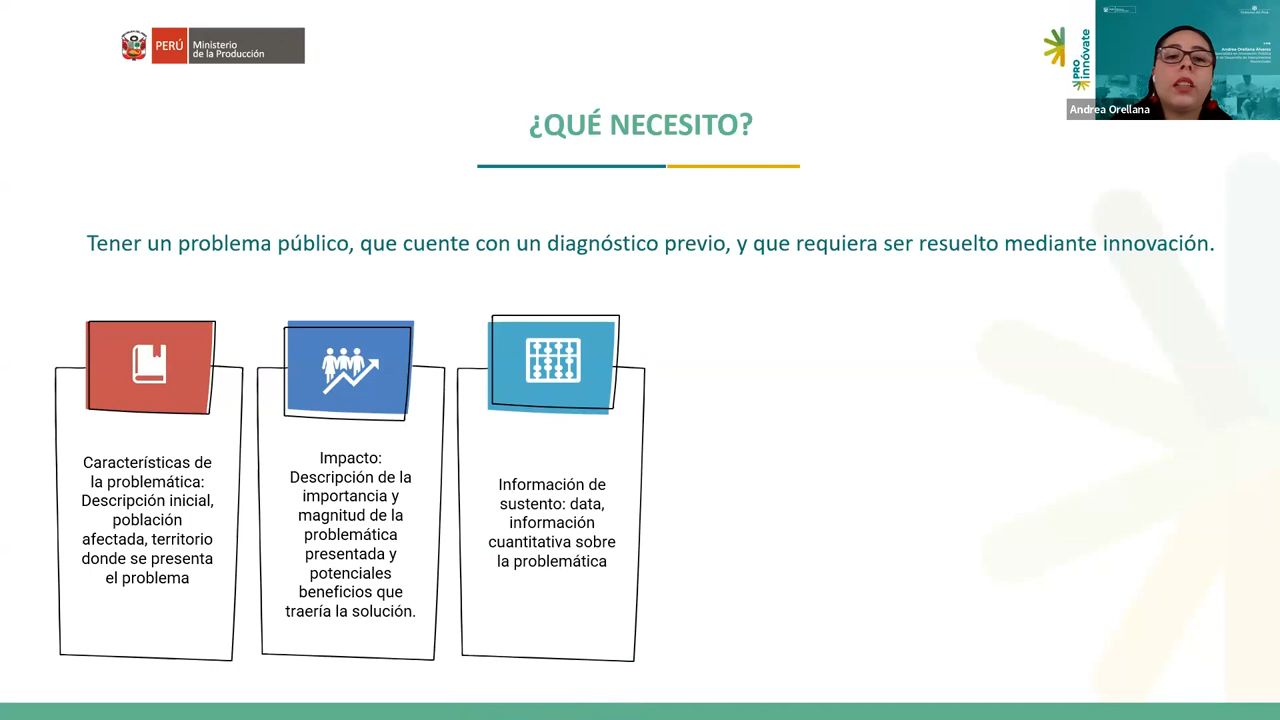 PERÚ
Ministerio
de la Producción
PRO
innóvate
Andrea Orellana Álvarez
Andrea Orellana
¿QUÉ NECESITO?
Tener un problema público, que cuente con un diagnóstico previo, y que requiera ser resuelto mediante innovación.
Características de
la problemática:
Descripción inicial,
población
afectada, territorio
donde se presenta
el problema
Impacto:
Descripción de la
importancia y
magnitud de la
problemática
presentada y
potenciales
beneficios que
traería la solución.
Información de
sustento: data,
información
cuantitativa sobre
la problemática